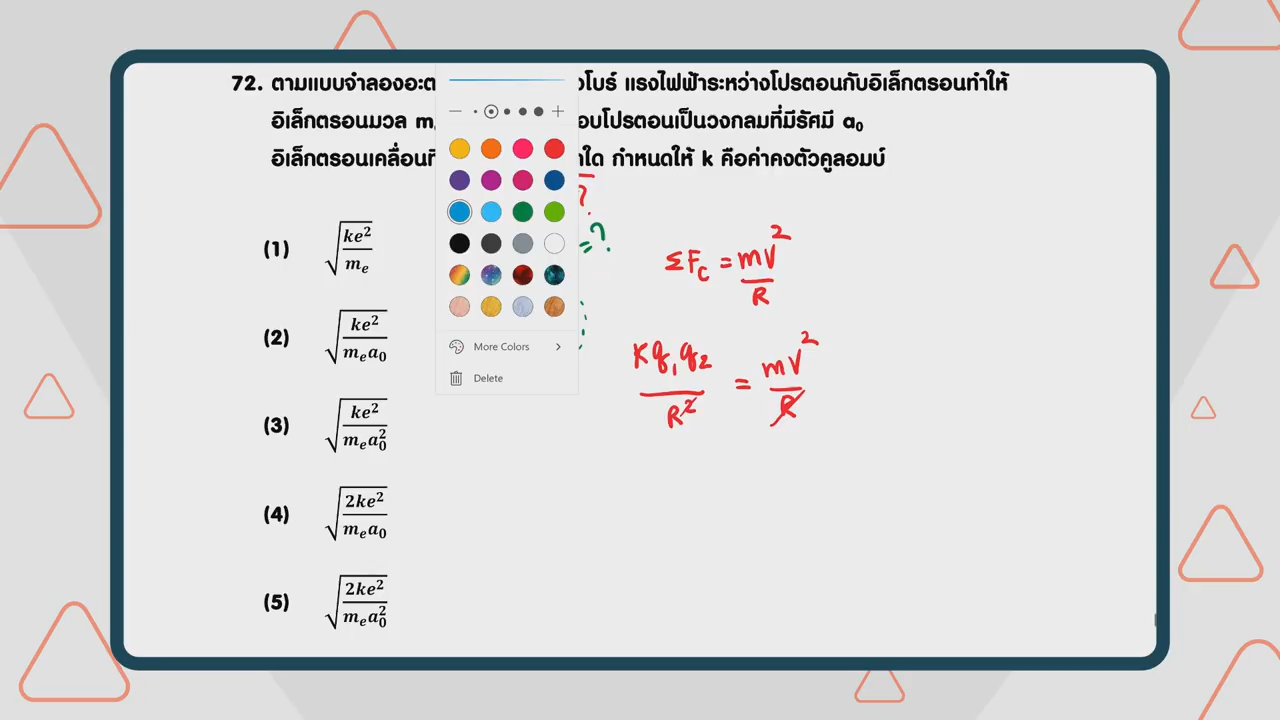 72. ตามแบบจำลองอะต โบร์ แรงไฟฟ้าระหว่างโปรตอนกับอิเล็กตรอนทำให้
อิเล็กตรอนมวล m อบโปรตอนเป็นวงกลมที่มีรัศมี a₀
อิเล็กตรอนเคลื่อนที่ ใด กำหนดให้ k คือค่าคงตัวคูลอมบ์
?
= ?
(1) √(ke²/mₑ)
ΣF_C = mv²/R
(2) √(ke²/mₑa₀)
Kq₁q₂/R² = mv²/R
More Colors
Delete
(3) √(ke²/mₑa₀²)
(4) √(2ke²/mₑa₀)
(5) √(2ke²/mₑa₀²)